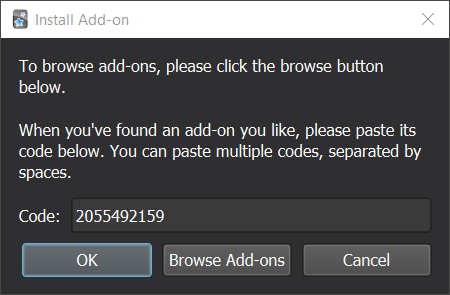 Install Add-on
To browse add-ons, please click the browse button
below.
When you've found an add-on you like, please paste its
code below. You can paste multiple codes, separated by
spaces.
Code: 2055492159
OK Browse Add-ons Cancel